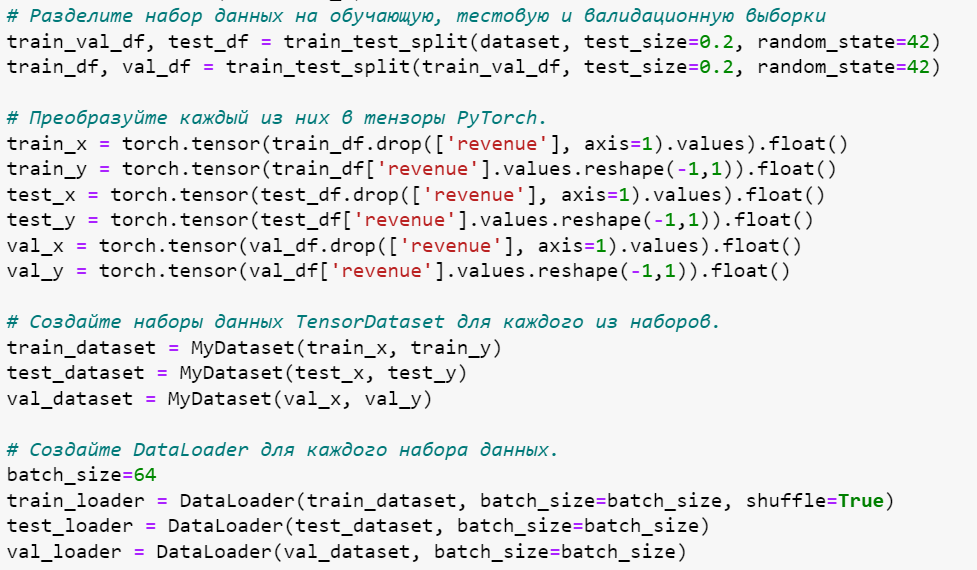 # Разделите набор данных на обучающую, тестовую и валидационную выборки
train_val_df, test_df = train_test_split(dataset, test_size=0.2, random_state=42)
train_df, val_df = train_test_split(train_val_df, test_size=0.2, random_state=42)

# Преобразуйте каждый из них в тензоры PyTorch.
train_x = torch.tensor(train_df.drop(['revenue'], axis=1).values).float()
train_y = torch.tensor(train_df['revenue'].values.reshape(-1,1)).float()
test_x = torch.tensor(test_df.drop(['revenue'], axis=1).values).float()
test_y = torch.tensor(test_df['revenue'].values.reshape(-1,1)).float()
val_x = torch.tensor(val_df.drop(['revenue'], axis=1).values).float()
val_y = torch.tensor(val_df['revenue'].values.reshape(-1,1)).float()

# Создайте наборы данных TensorDataset для каждого из наборов.
train_dataset = MyDataset(train_x, train_y)
test_dataset = MyDataset(test_x, test_y)
val_dataset = MyDataset(val_x, val_y)

# Создайте DataLoader для каждого набора данных.
batch_size=64
train_loader = DataLoader(train_dataset, batch_size=batch_size, shuffle=True)
test_loader = DataLoader(test_dataset, batch_size=batch_size)
val_loader = DataLoader(val_dataset, batch_size=batch_size)